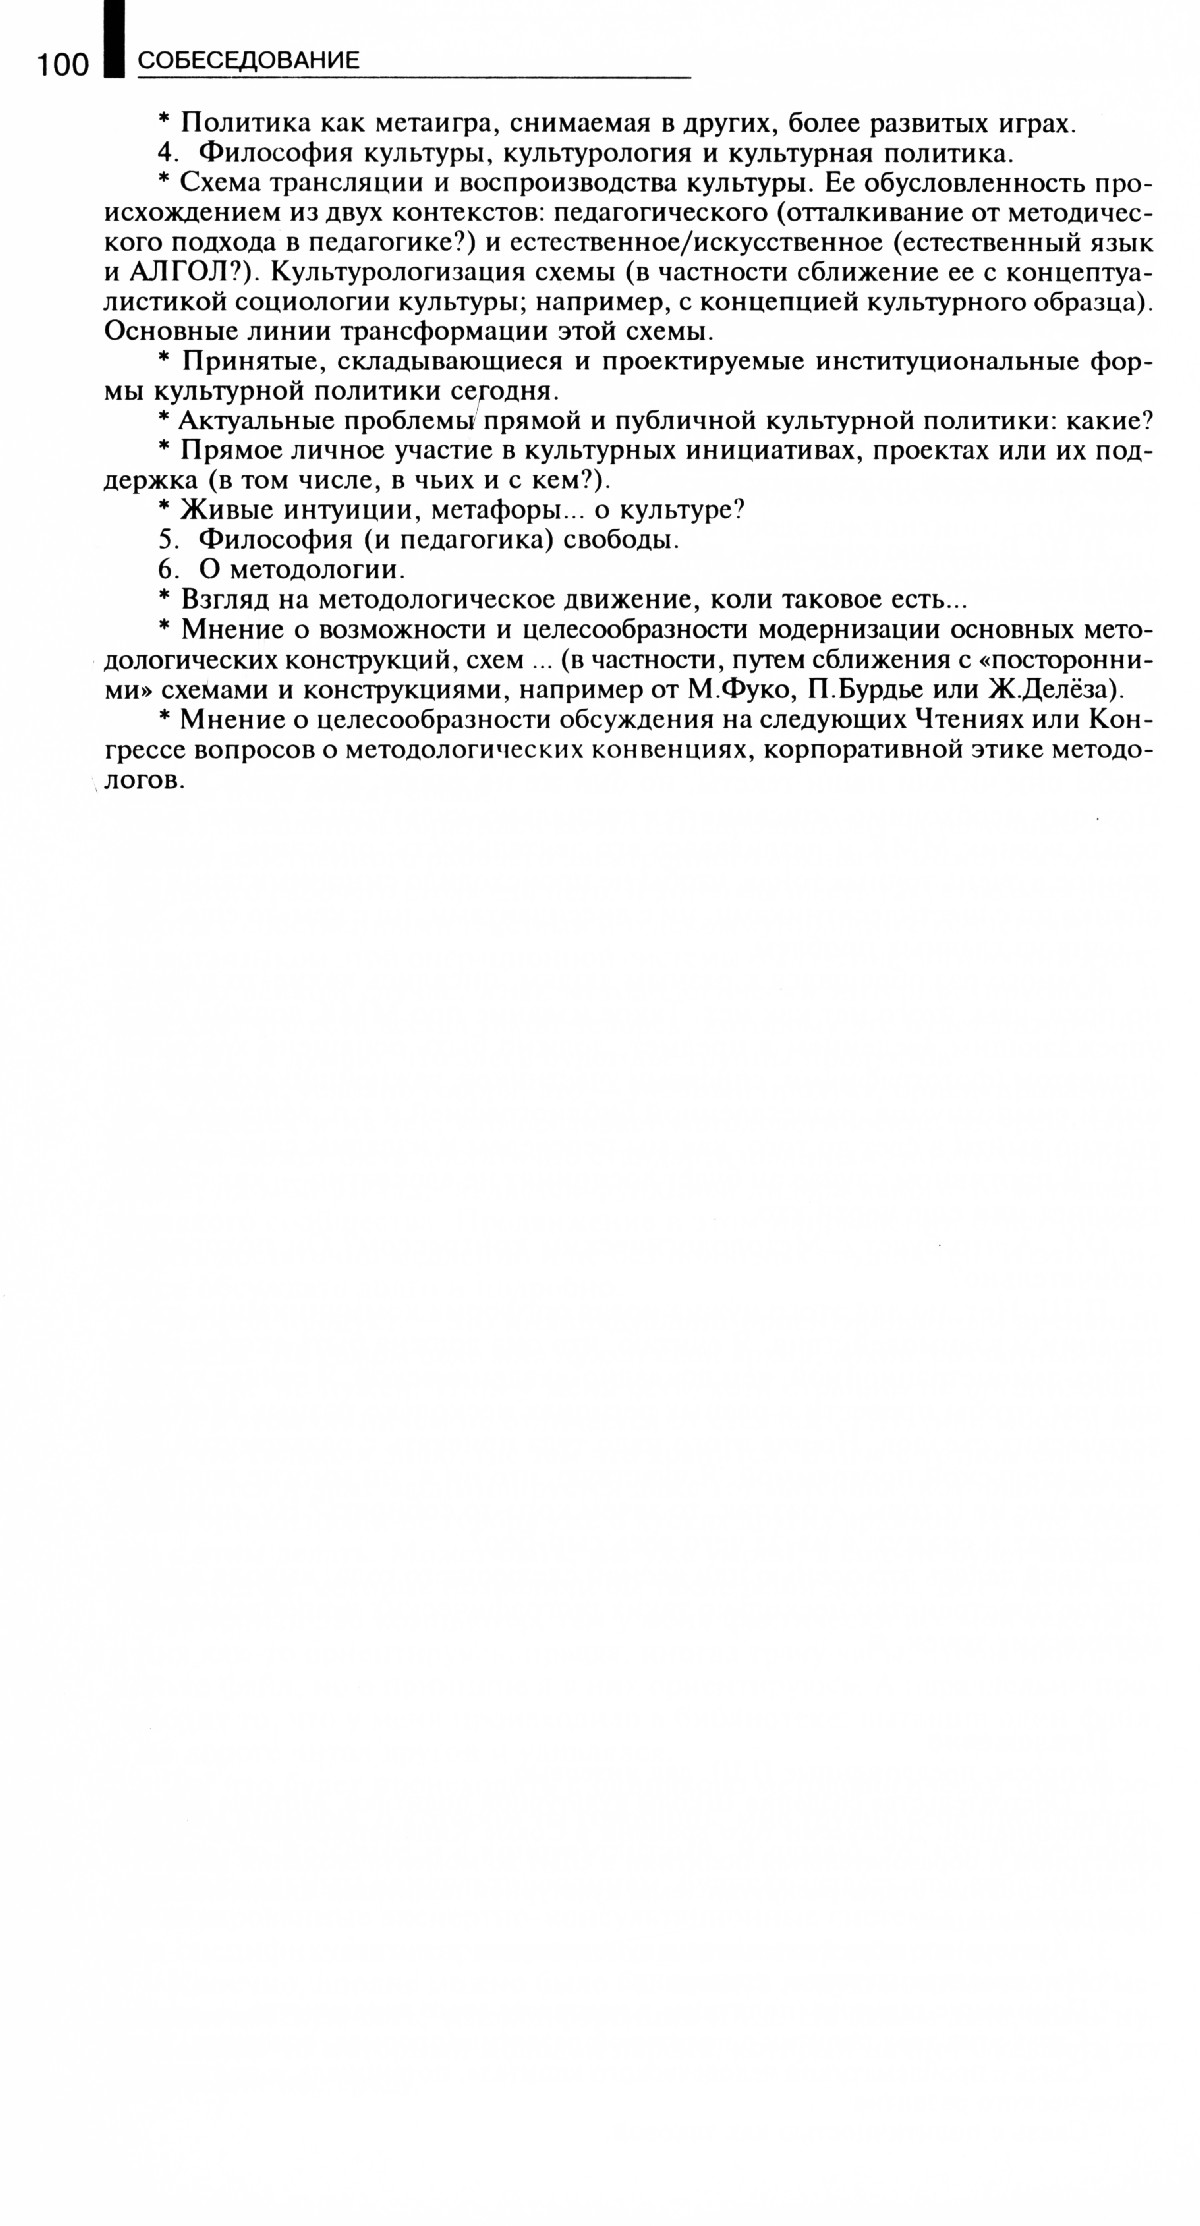 100 СОБЕСЕДОВАНИЕ
* Политика как метаигра, снимаемая в других, более развитых играх.
4. Философия культуры, культурология и культурная политика.
* Схема трансляции и воспроизводства культуры. Ее обусловленность про-
исхождением из двух контекстов: педагогического (отталкивание от методичес-
кого подхода в педагогике?) и естественное/искусственное (естественный язык
и АЛГОЛ?). Культурологизация схемы (в частности сближение ее с концептуа-
листикой социологии культуры; например, с концепцией культурного образца).
Основные линии трансформации этой схемы.
* Принятые, складывающиеся и проектируемые институциональные фор-
мы культурной политики сегодня.
* Актуальные проблемы прямой и публичной культурной политики: какие?
* Прямое личное участие в культурных инициативах, проектах или их под-
держка (в том числе, в чьих и с кем?).
* Живые интуиции, метафоры... о культуре?
5. Философия (и педагогика) свободы.
6. О методологии.
* Взгляд на методологическое движение, коли таковое есть...
* Мнение о возможности и целесообразности модернизации основных мето-
дологических конструкций, схем ... (в частности, путем сближения с «посторонни-
ми» схемами и конструкциями, например от М.Фуко, П.Бурдье или Ж.Делёза).
* Мнение о целесообразности обсуждения на следующих Чтениях или Кон-
грессе вопросов о методологических конвенциях, корпоративной этике методо-
логов.